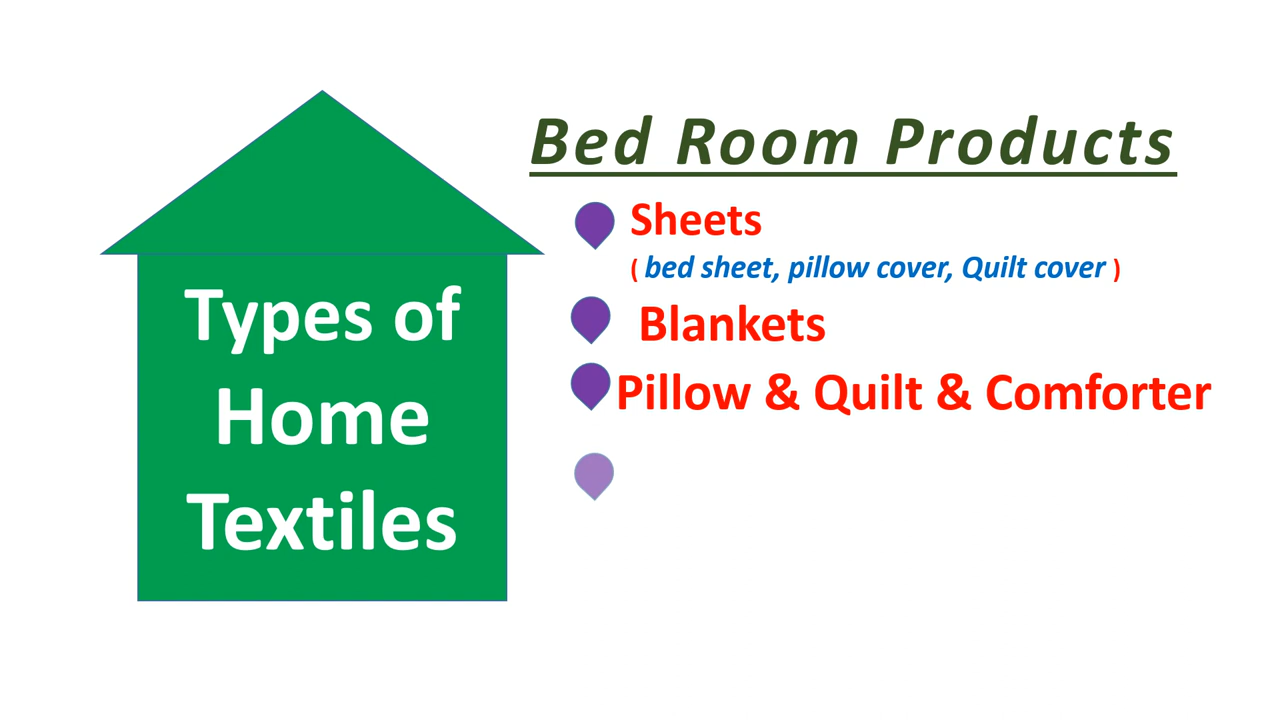 Types of
Home
Textiles
Bed Room Products
Sheets
( bed sheet, pillow cover, Quilt cover )
Blankets
Pillow & Quilt & Comforter